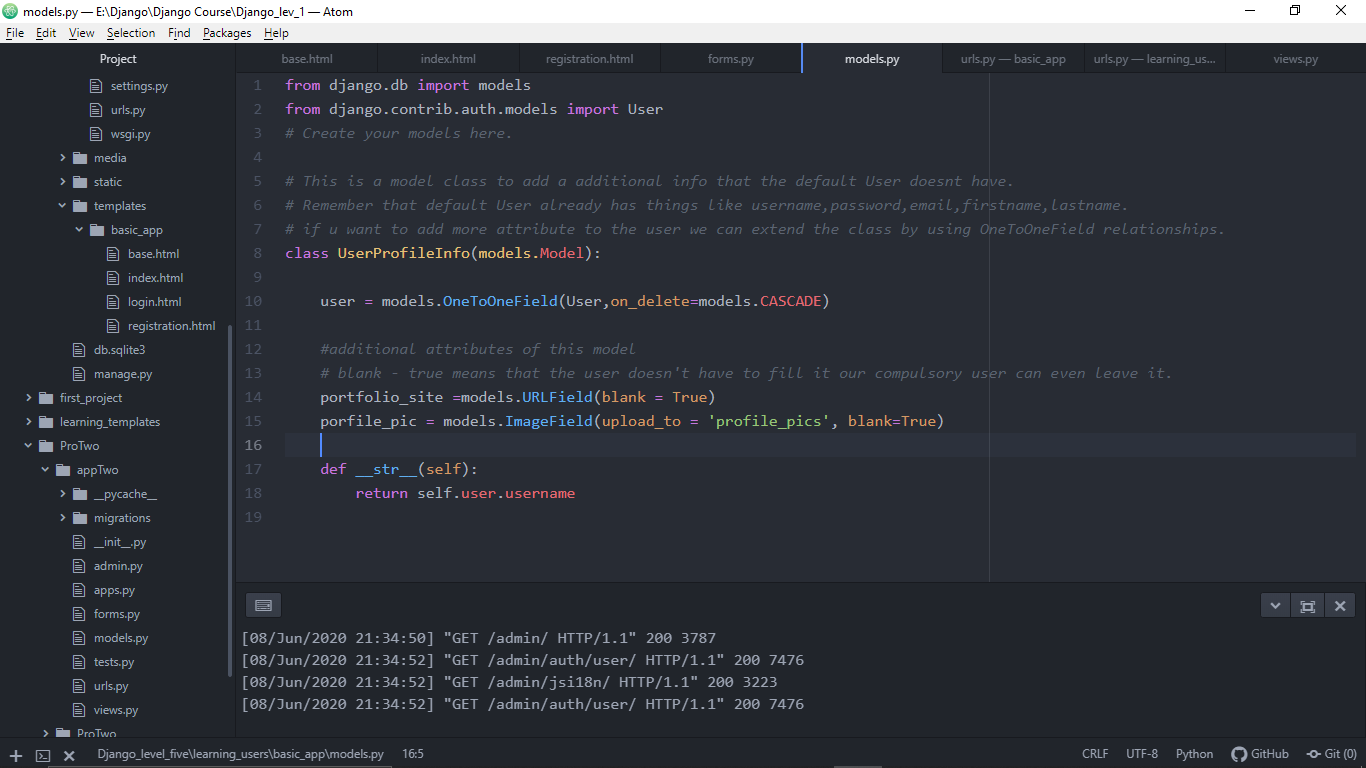 models.py — E:\Django\Django Course\Django_lev_1 — Atom
File Edit View Selection Find Packages Help
Project
settings.py
urls.py
wsgi.py
media
static
templates
basic_app
base.html
index.html
login.html
registration.html
db.sqlite3
manage.py
first_project
learning_templates
ProTwo
appTwo
__pycache__
migrations
__init__.py
admin.py
apps.py
forms.py
models.py
tests.py
urls.py
views.py
ProTwo
base.html index.html registration.html forms.py models.py urls.py — basic_app urls.py — learning_us... views.py
1 from django.db import models
2 from django.contrib.auth.models import User
3 # Create your models here.
4
5 # This is a model class to add a additional info that the default User doesnt have.
6 # Remember that default User already has things like username,password,email,firstname,lastname.
7 # if u want to add more attribute to the user we can extend the class by using OneToOneField relationships.
8 class UserProfileInfo(models.Model):
9
10 user = models.OneToOneField(User,on_delete=models.CASCADE)
11
12 #additional attributes of this model
13 # blank - true means that the user doesn't have to fill it our compulsory user can even leave it.
14 portfolio_site =models.URLField(blank = True)
15 porfile_pic = models.ImageField(upload_to = 'profile_pics', blank=True)
16
17 def __str__(self):
18 return self.user.username
19
[08/Jun/2020 21:34:50] "GET /admin/ HTTP/1.1" 200 3787
[08/Jun/2020 21:34:52] "GET /admin/auth/user/ HTTP/1.1" 200 7476
[08/Jun/2020 21:34:52] "GET /admin/jsi18n/ HTTP/1.1" 200 3223
[08/Jun/2020 21:34:52] "GET /admin/auth/user/ HTTP/1.1" 200 7476
Django_level_five\learning_users\basic_app\models.py 16:5 CRLF UTF-8 Python GitHub Git (0)